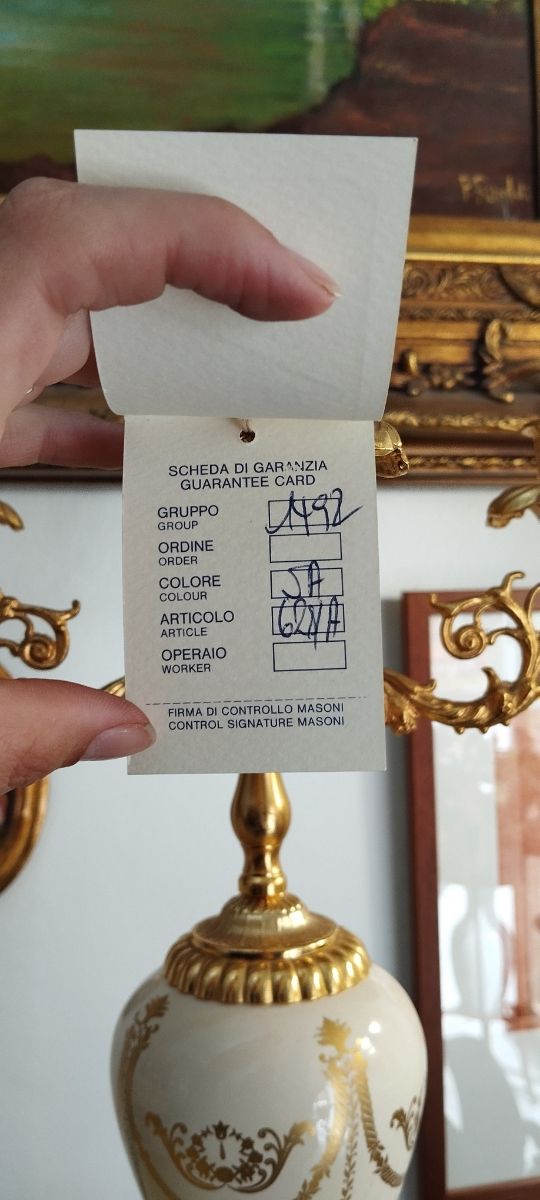 SCHEDA DI GARANZIA
GUARANTEE CARD
GRUPPO 1492
GROUP
ORDINE
ORDER
COLORE 5A
COLOUR
ARTICOLO
ARTICLE
OPERAIO
WORKER
FIRMA DI CONTROLLO MASONI
CONTROL SIGNATURE MASONI